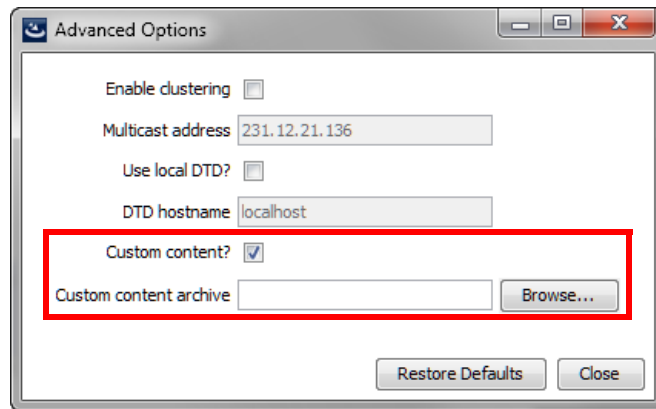 Advanced Options
Enable clustering
Multicast address 231.12.21.136
Use local DTD?
DTD hostname localhost
Custom content?
Custom content archive Browse...
Restore Defaults Close